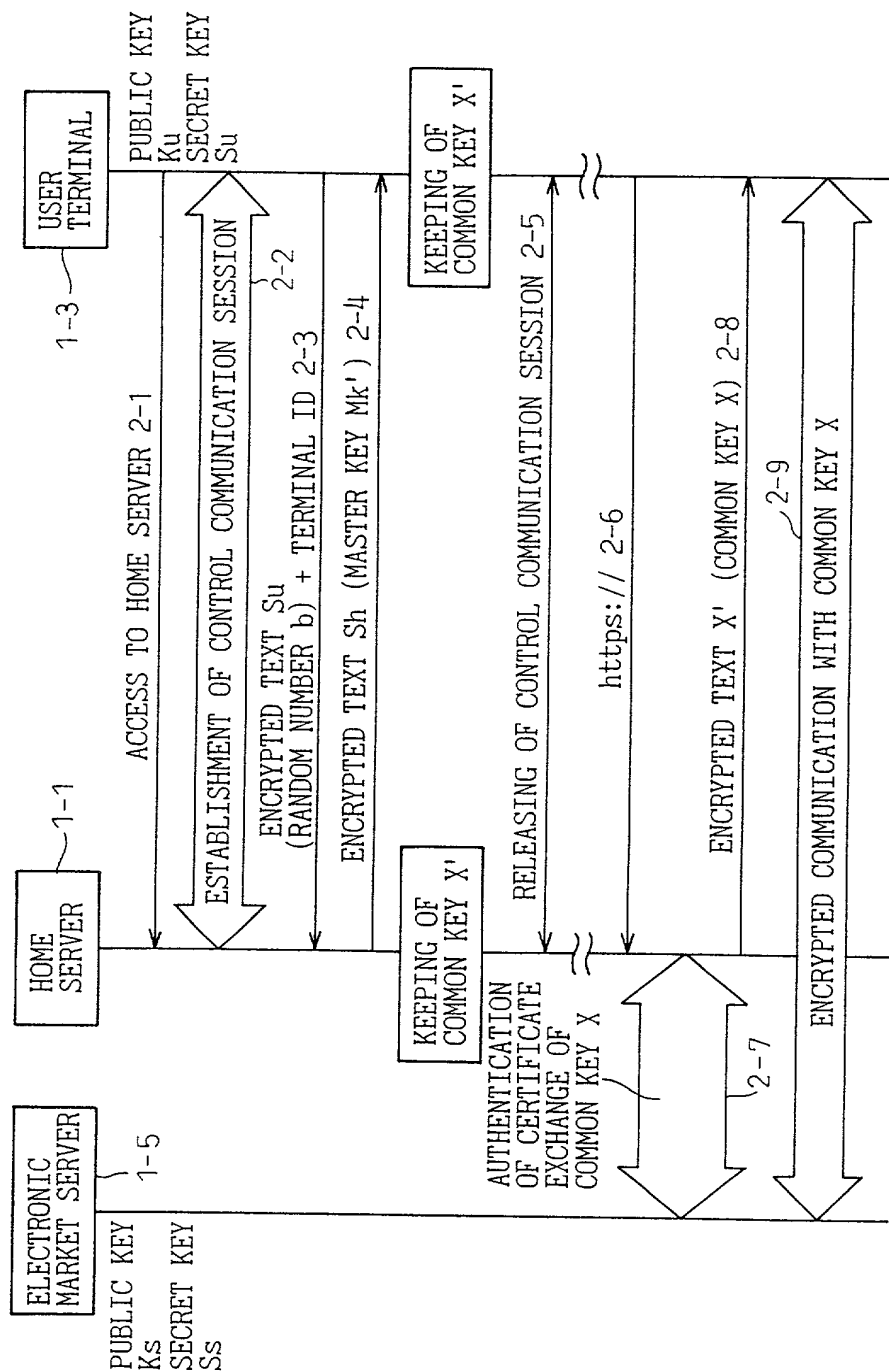 ELECTRONIC
MARKET SERVER
1-5
PUBLIC KEY
Ks
SECRET KEY
Ss
HOME
SERVER
1-1
USER
TERMINAL
1-3
PUBLIC KEY
Ku
SECRET KEY
Su
ACCESS TO HOME SERVER 2-1
ESTABLISHMENT OF CONTROL COMMUNICATION SESSION
2-2
ENCRYPTED TEXT Su
(RANDOM NUMBER b) + TERMINAL ID 2-3
ENCRYPTED TEXT Sh (MASTER KEY Mk') 2-4
KEEPING OF
COMMON KEY X'
KEEPING OF
COMMON KEY X'
RELEASING OF CONTROL COMMUNICATION SESSION 2-5
https:// 2-6
AUTHENTICATION
OF CERTIFICATE
EXCHANGE OF
COMMON KEY X
2-7
ENCRYPTED TEXT X' (COMMON KEY X) 2-8
2-9
ENCRYPTED COMMUNICATION WITH COMMON KEY X